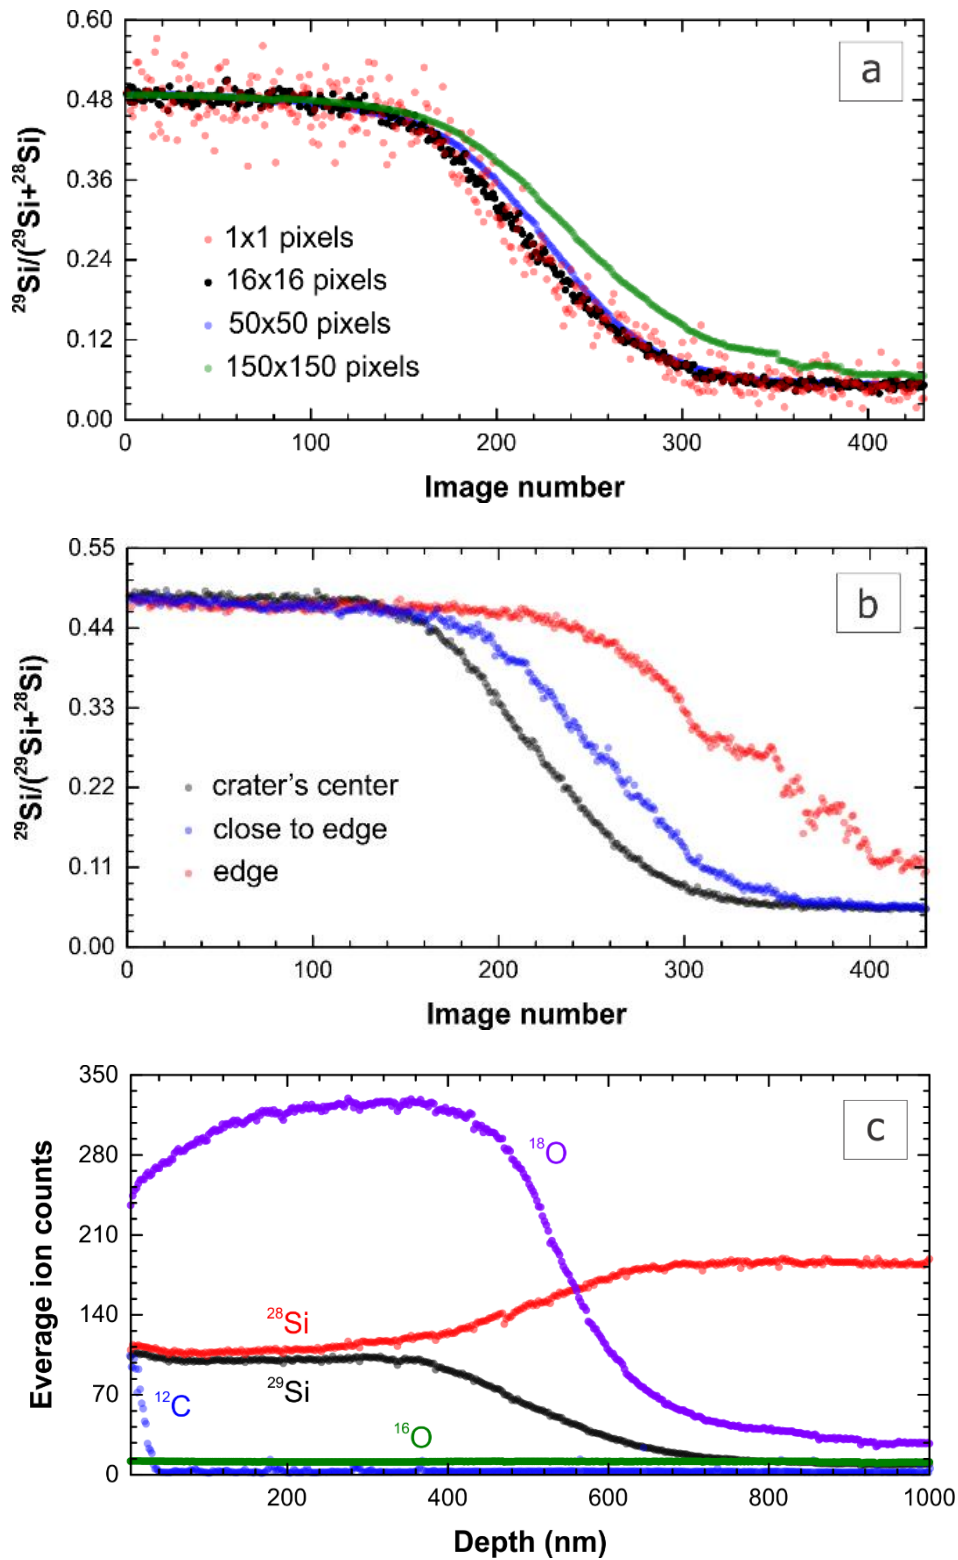 0.60
0.48
0.36
0.24
0.12
0.00
²⁹Si/(²⁹Si+²⁸Si)
a
1x1 pixels
16x16 pixels
50x50 pixels
150x150 pixels
0 100 200 300 400
Image number
0.55
0.44
0.33
0.22
0.11
0.00
²⁹Si/(²⁹Si+²⁸Si)
b
crater's center
close to edge
edge
0 100 200 300 400
Image number
350
280
210
140
70
0
Everage ion counts
c
¹⁸O
²⁸Si
²⁹Si
¹²C
¹⁶O
200 400 600 800 1000
Depth (nm)